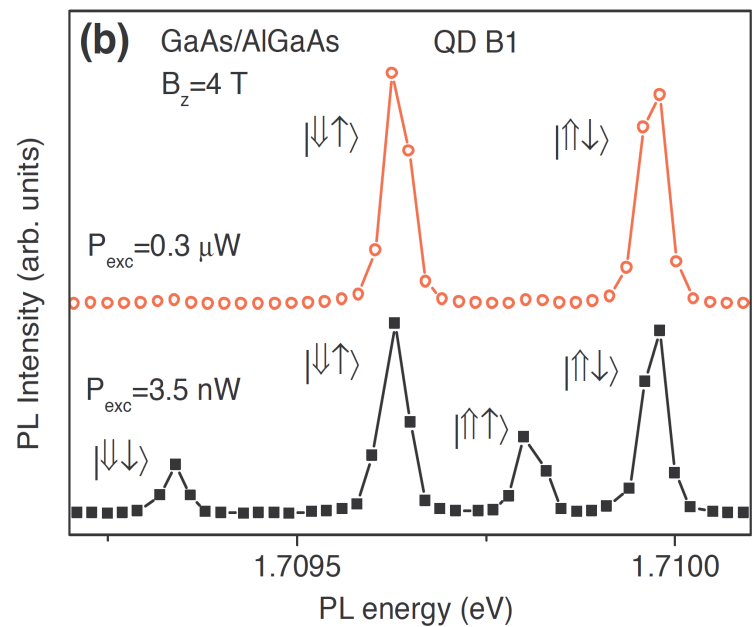 (b) GaAs/AlGaAs QD B1
B_z=4 T
|⇓↑⟩ |⇑↓⟩
P_exc=0.3 μW
|⇓↑⟩ |⇑↓⟩
P_exc=3.5 nW
|⇓↓⟩ |⇑↑⟩
1.7095 1.7100
PL energy (eV)
PL Intensity (arb. units)